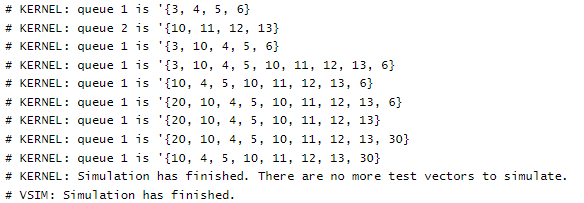 # KERNEL: queue 1 is '{3, 4, 5, 6}
# KERNEL: queue 2 is '{10, 11, 12, 13}
# KERNEL: queue 1 is '{3, 10, 4, 5, 6}
# KERNEL: queue 1 is '{3, 10, 4, 5, 10, 11, 12, 13, 6}
# KERNEL: queue 1 is '{10, 4, 5, 10, 11, 12, 13, 6}
# KERNEL: queue 1 is '{20, 10, 4, 5, 10, 11, 12, 13, 6}
# KERNEL: queue 1 is '{20, 10, 4, 5, 10, 11, 12, 13}
# KERNEL: queue 1 is '{20, 10, 4, 5, 10, 11, 12, 13, 30}
# KERNEL: queue 1 is '{10, 4, 5, 10, 11, 12, 13, 30}
# KERNEL: Simulation has finished. There are no more test vectors to simulate.
# VSIM: Simulation has finished.